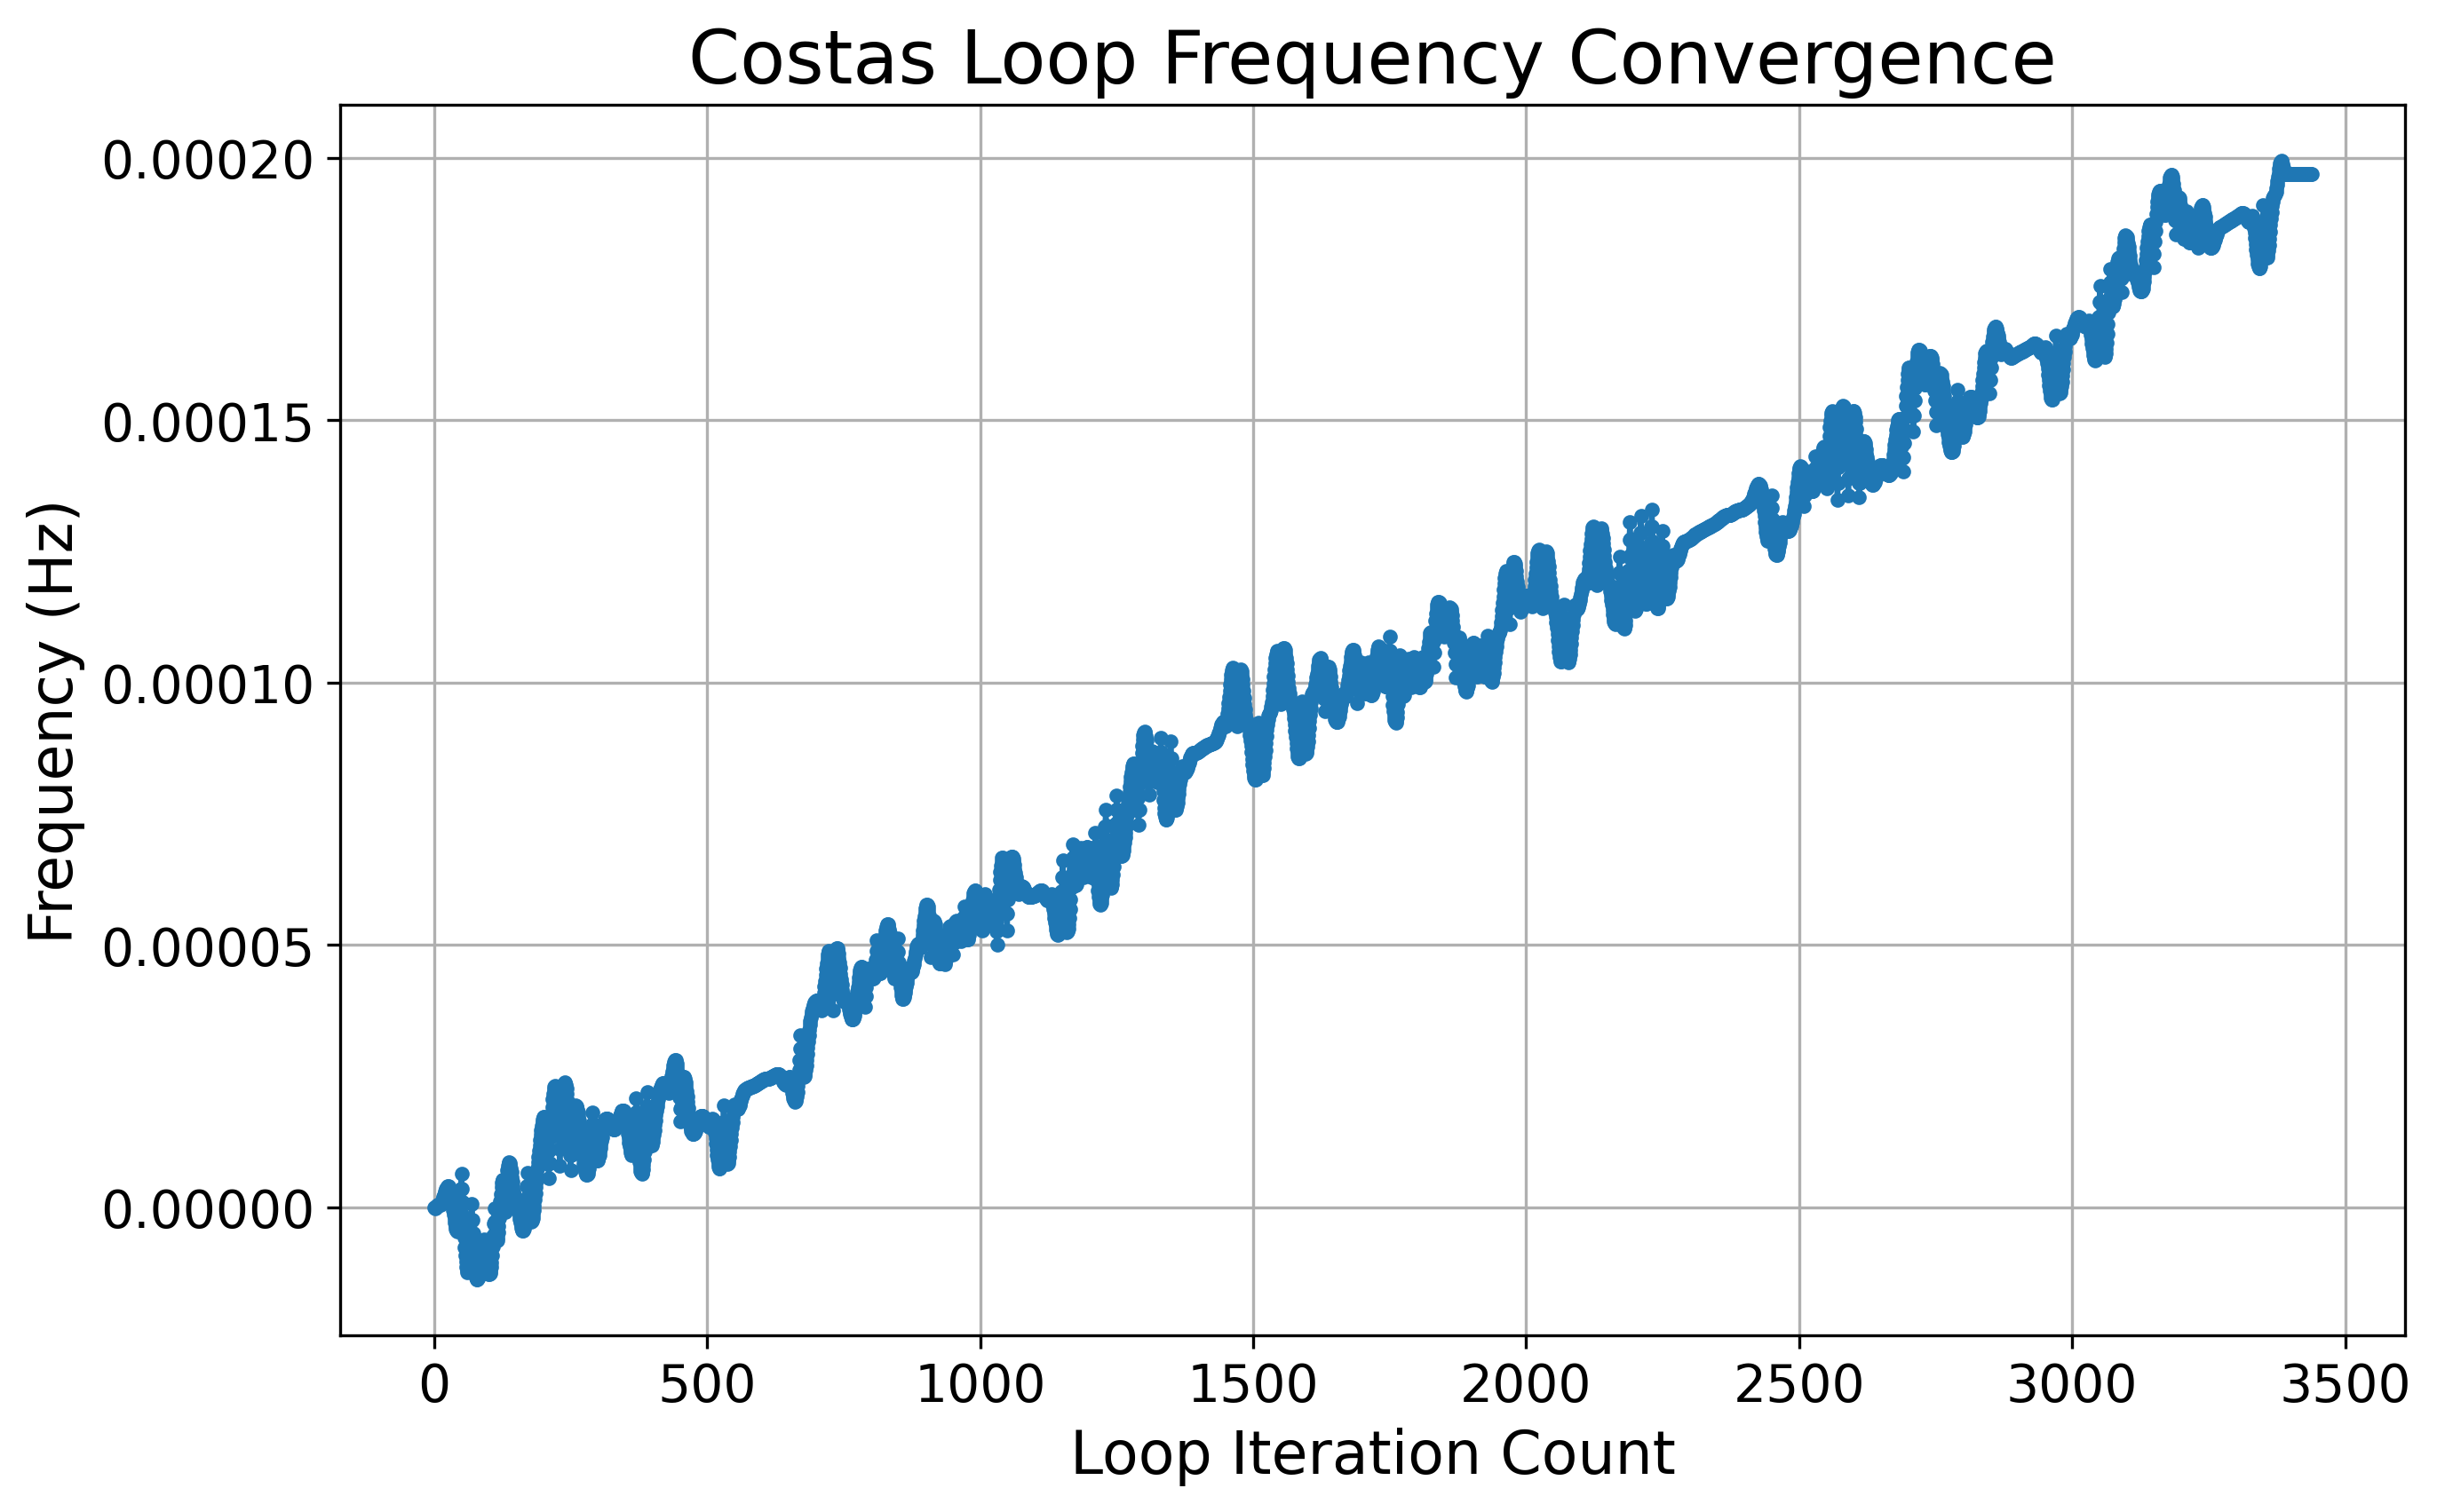 Costas Loop Frequency Convergence
0.00020
0.00015
0.00010
0.00005
0.00000
Frequency (Hz)
0 500 1000 1500 2000 2500 3000 3500
Loop Iteration Count